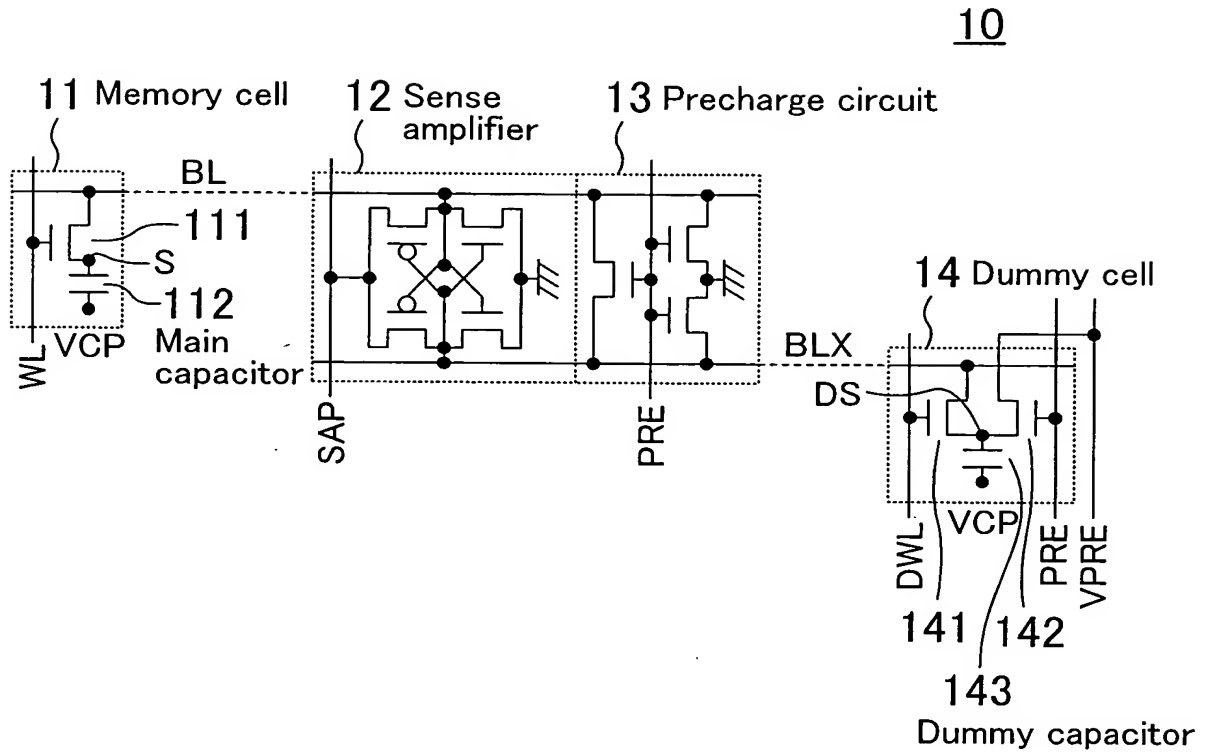 10
11 Memory cell
12 Sense
amplifier
13 Precharge circuit
BL
111
S
112
VCP
Main
capacitor
WL
SAP
PRE
14 Dummy cell
BLX
DS
VCP
DWL
PRE
VPRE
141
142
143
Dummy capacitor